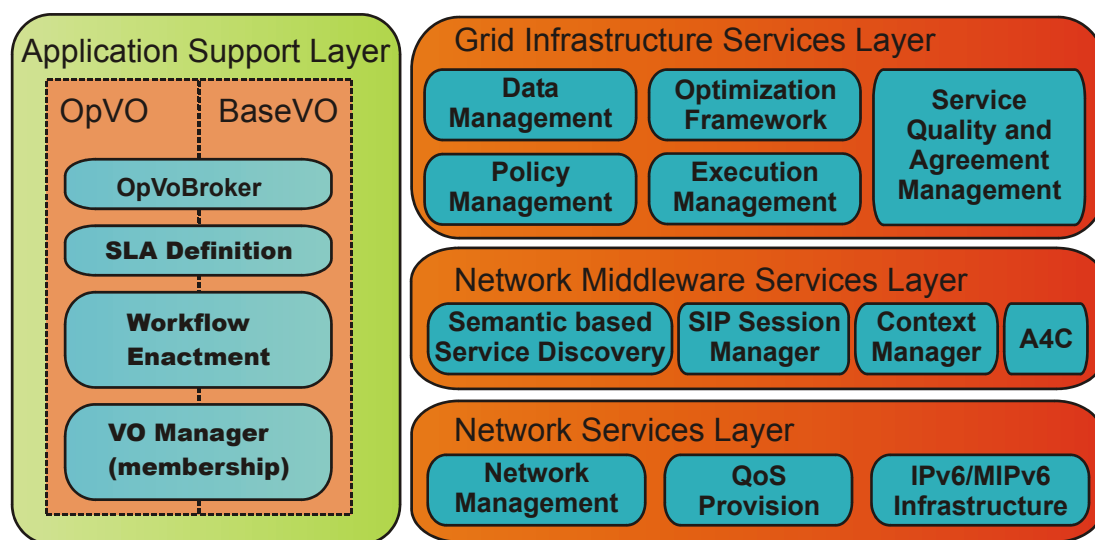 Application Support Layer
OpVO
BaseVO
OpVoBroker
SLA Definition
Workflow
Enactment
VO Manager
(membership)
Grid Infrastructure Services Layer
Data
Management
Optimization
Framework
Service
Quality and
Agreement
Management
Policy
Management
Execution
Management
Network Middleware Services Layer
Semantic based
Service Discovery
SIP Session
Manager
Context
Manager
A4C
Network Services Layer
Network
Management
QoS
Provision
IPv6/MIPv6
Infrastructure